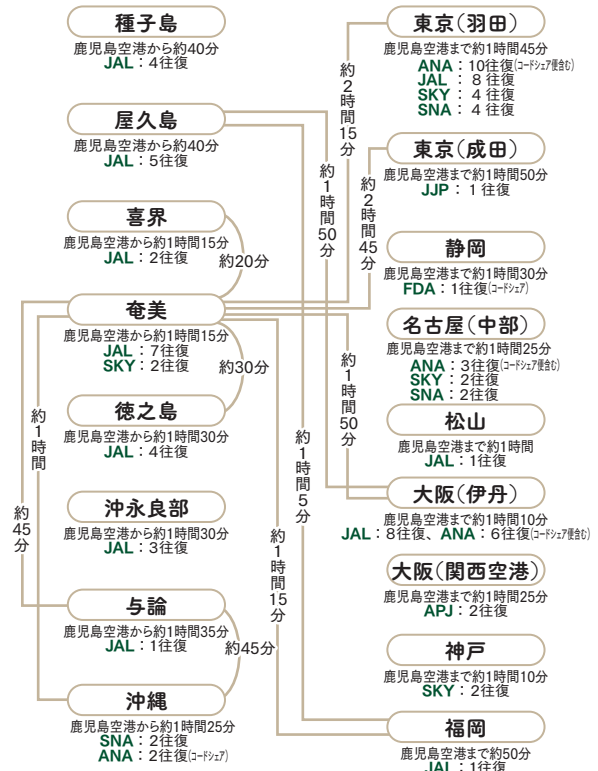 種子島
鹿児島空港から約40分
JAL：4往復
屋久島
鹿児島空港から約40分
JAL：5往復
喜界
鹿児島空港から約1時間15分
JAL：2往復
約20分
奄美
鹿児島空港から約1時間15分
JAL：7往復
SKY：2往復
約30分
徳之島
鹿児島空港から約1時間30分
JAL：4往復
沖永良部
鹿児島空港から約1時間30分
JAL：3往復
与論
鹿児島空港から約1時間35分
JAL：1往復
約45分
沖縄
鹿児島空港から約1時間25分
SNA：2往復
ANA：2往復(コードシェア)
約1時間
約45分
約2時間15分
約1時間50分
約2時間45分
約1時間50分
約1時間5分
約1時間15分
東京(羽田)
鹿児島空港まで約1時間45分
ANA：10往復(コードシェア便含む)
JAL：8往復
SKY：4往復
SNA：4往復
東京(成田)
鹿児島空港まで約1時間50分
JJP：1往復
静岡
鹿児島空港まで約1時間30分
FDA：1往復(コードシェア)
名古屋(中部)
鹿児島空港まで約1時間25分
ANA：3往復(コードシェア便含む)
SKY：2往復
SNA：2往復
松山
鹿児島空港まで約1時間
JAL：1往復
大阪(伊丹)
鹿児島空港まで約1時間10分
JAL：8往復、ANA：6往復(コードシェア便含む)
大阪(関西空港)
鹿児島空港まで約1時間25分
APJ：2往復
神戸
鹿児島空港まで約1時間10分
SKY：2往復
福岡
鹿児島空港まで約50分
JAL：1往復